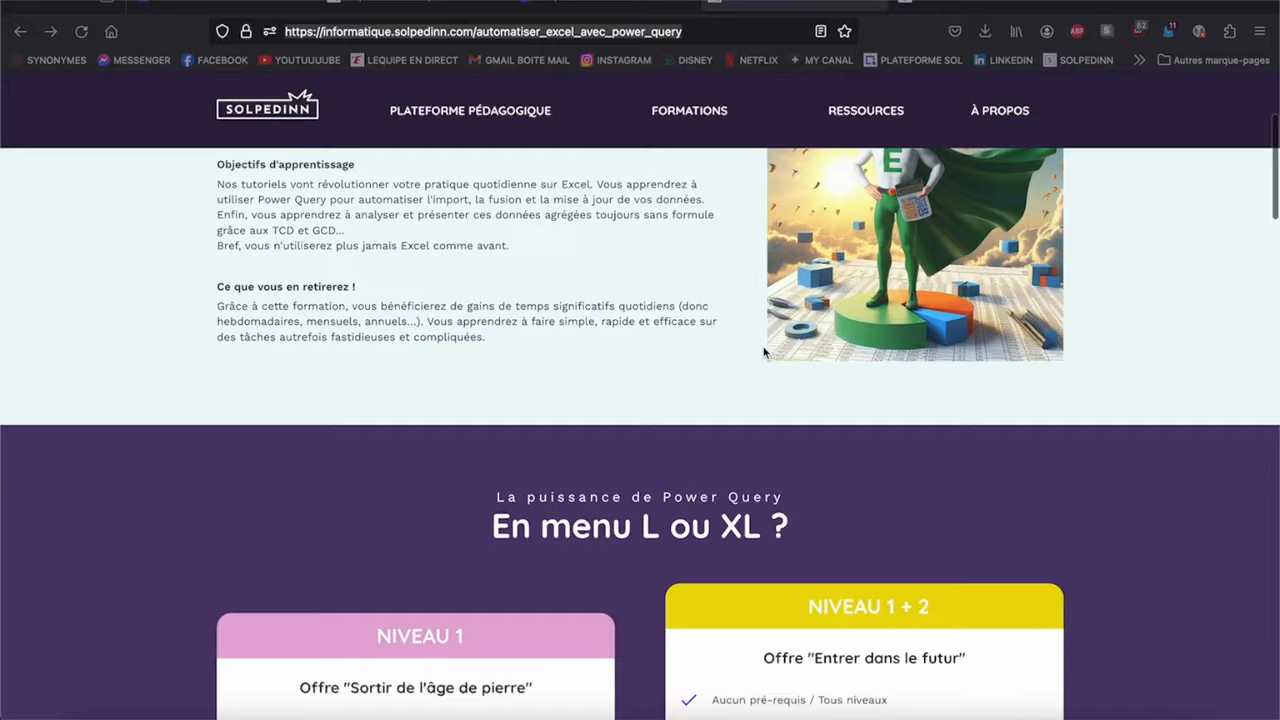 https://informatique.solpedinn.com/automatiser_excel_avec_power_query
52
11
ABP
S
SYNONYMES
MESSENGER
FACEBOOK
YOUTUUUUBE
LEQUIPE EN DIRECT
GMAIL BOITE MAIL
INSTAGRAM
DISNEY
NETFLIX
MY CANAL
PLATEFORME SOL
LINKEDIN
SOLPEDINN
Autres marque-pages
SOLPEDINN
PLATEFORME PÉDAGOGIQUE
FORMATIONS
RESSOURCES
À PROPOS
Objectifs d'apprentissage
Nos tutoriels vont révolutionner votre pratique quotidienne sur Excel. Vous apprendrez à
utiliser Power Query pour automatiser l'import, la fusion et la mise à jour de vos données.
Enfin, vous apprendrez à analyser et présenter ces données agrégées toujours sans formule
grâce aux TCD et GCD...
Bref, vous n'utiliserez plus jamais Excel comme avant.
E
Ce que vous en retirerez !
Grâce à cette formation, vous bénéficierez de gains de temps significatifs quotidiens (donc
hebdomadaires, mensuels, annuels...). Vous apprendrez à faire simple, rapide et efficace sur
des tâches autrefois fastidieuses et compliquées.
La puissance de Power Query
En menu L ou XL ?
NIVEAU 1
Offre "Sortir de l'âge de pierre"
NIVEAU 1 + 2
Offre "Entrer dans le futur"
Aucun pré-requis / Tous niveaux